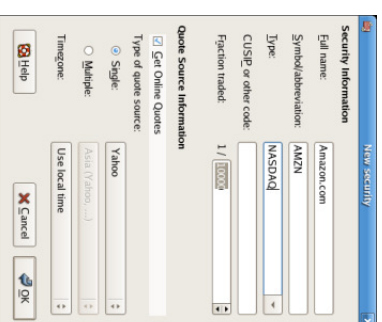 New security
Security Information
Full name: Amazon.com
Symbol/abbreviation: AMZN
Type: NASDAQ
CUSIP or other code:
Fraction traded: 1 / 10000
Quote Source Information
Get Online Quotes
Type of quote source:
Single: Yahoo
Multiple: Asia (Yahoo, ...)
Timezone: Use local time
Help
Cancel
OK